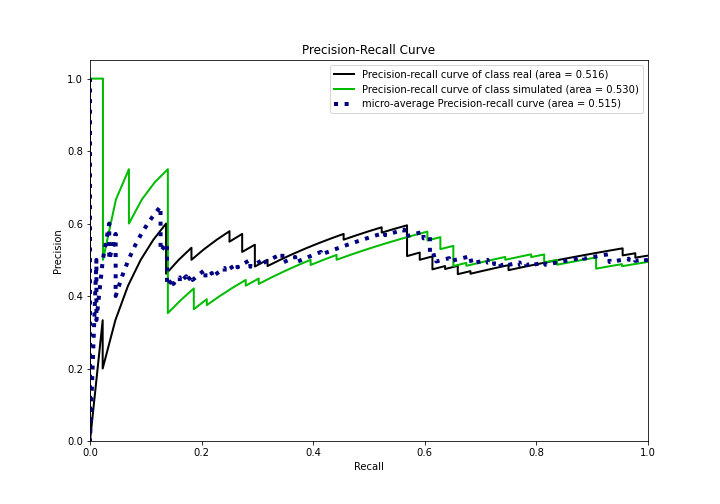 Precision-Recall Curve
Precision-recall curve of class real (area = 0.516)
Precision-recall curve of class simulated (area = 0.530)
micro-average Precision-recall curve (area = 0.515)
Precision
1.0
0.8
0.6
0.4
0.2
0.0
0.0 0.2 0.4 0.6 0.8 1.0
Recall